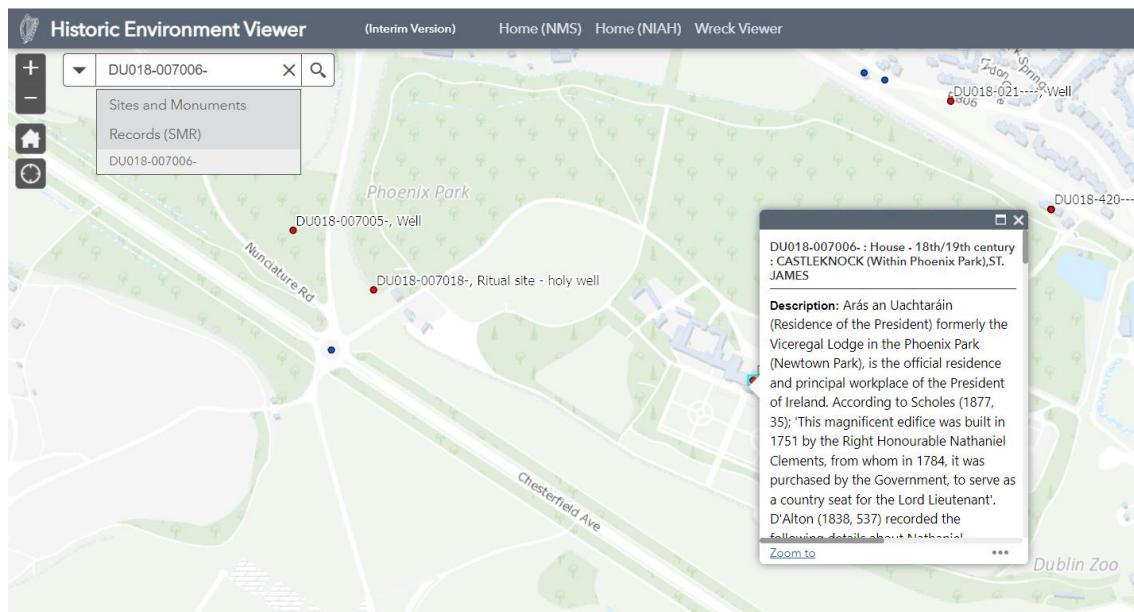 Historic Environment Viewer (Interim Version) Home (NMS) Home (NIAH) Wreck Viewer
DU018-007006-
Sites and Monuments
Records (SMR)
DU018-007006-
DU018-021----, Well
Phoenix Park
DU018-007005-, Well
DU018-420---
Nunciature Rd
DU018-007018-, Ritual site - holy well
Chesterfield Ave
Dublin Zoo
DU018-007006- : House - 18th/19th century
: CASTLEKNOCK (Within Phoenix Park),ST.
JAMES
Description: Arás an Uachtaráin
(Residence of the President) formerly the
Viceregal Lodge in the Phoenix Park
(Newtown Park), is the official residence
and principal workplace of the President
of Ireland. According to Scholes (1877,
35); 'This magnificent edifice was built in
1751 by the Right Honourable Nathaniel
Clements, from whom in 1784, it was
purchased by the Government, to serve as
a country seat for the Lord Lieutenant'.
D'Alton (1838, 537) recorded the
following details about Nathaniel
Zoom to